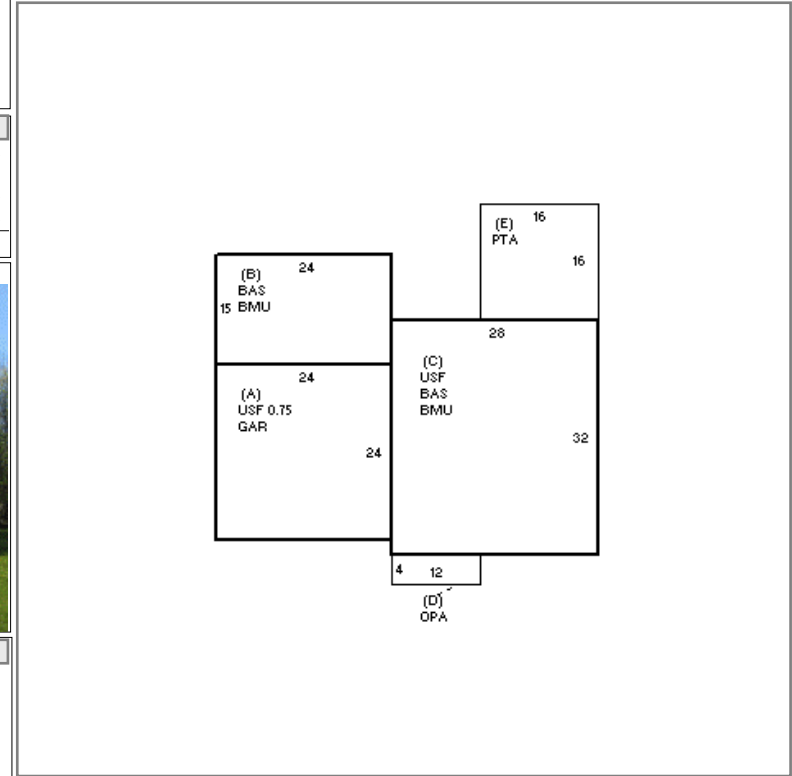 (E)
PTA
16
16
(B)
BAS
BMU
24
15
28
(C)
USF
BAS
BMU
32
24
(A)
USF 0.75
GAR
24
4
12
(D)
OPA